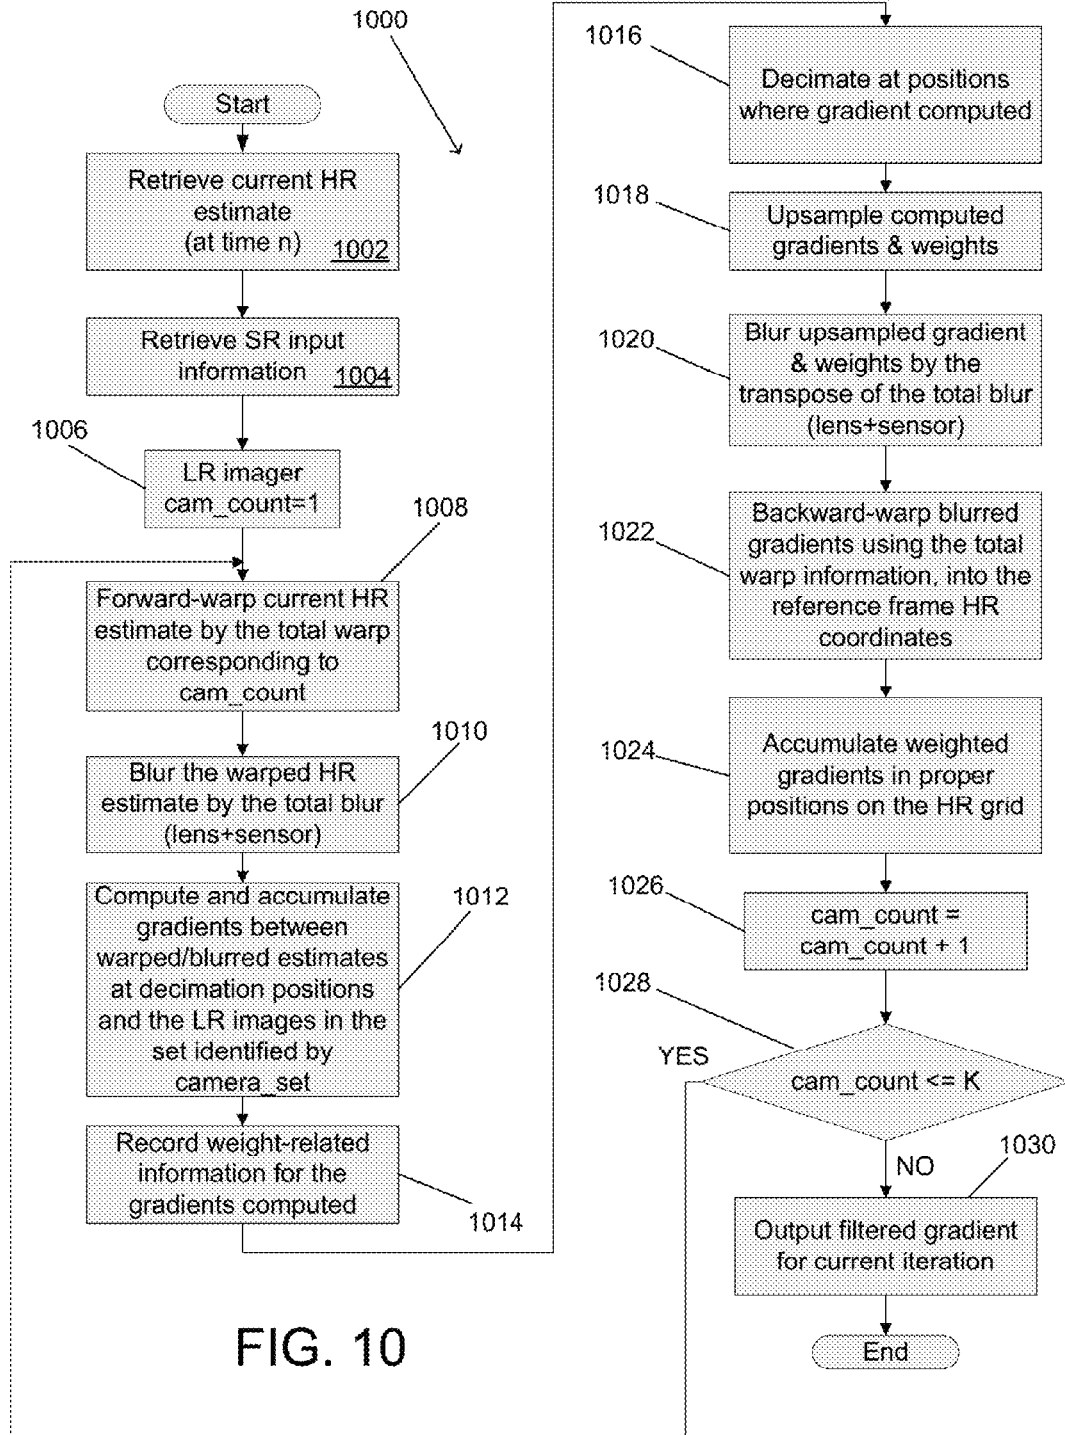 1000
Start
Retrieve current HR
estimate
(at time n)
1002
Retrieve SR input
information
1004
1006
LR imager
cam_count=1
1008
Forward-warp current HR
estimate by the total warp
corresponding to
cam_count
1010
Blur the warped HR
estimate by the total blur
(lens+sensor)
1012
Compute and accumulate
gradients between
warped/blurred estimates
at decimation positions
and the LR images in the
set identified by
camera_set
Record weight-related
information for the
gradients computed
1014
1016
Decimate at positions
where gradient computed
1018
Upsample computed
gradients & weights
1020
Blur upsampled gradient
& weights by the
transpose of the total blur
(lens+sensor)
1022
Backward-warp blurred
gradients using the total
warp information, into the
reference frame HR
coordinates
1024
Accumulate weighted
gradients in proper
positions on the HR grid
1026
cam_count =
cam_count + 1
1028
YES
cam_count <= K
NO
1030
Output filtered gradient
for current iteration
End
FIG. 10